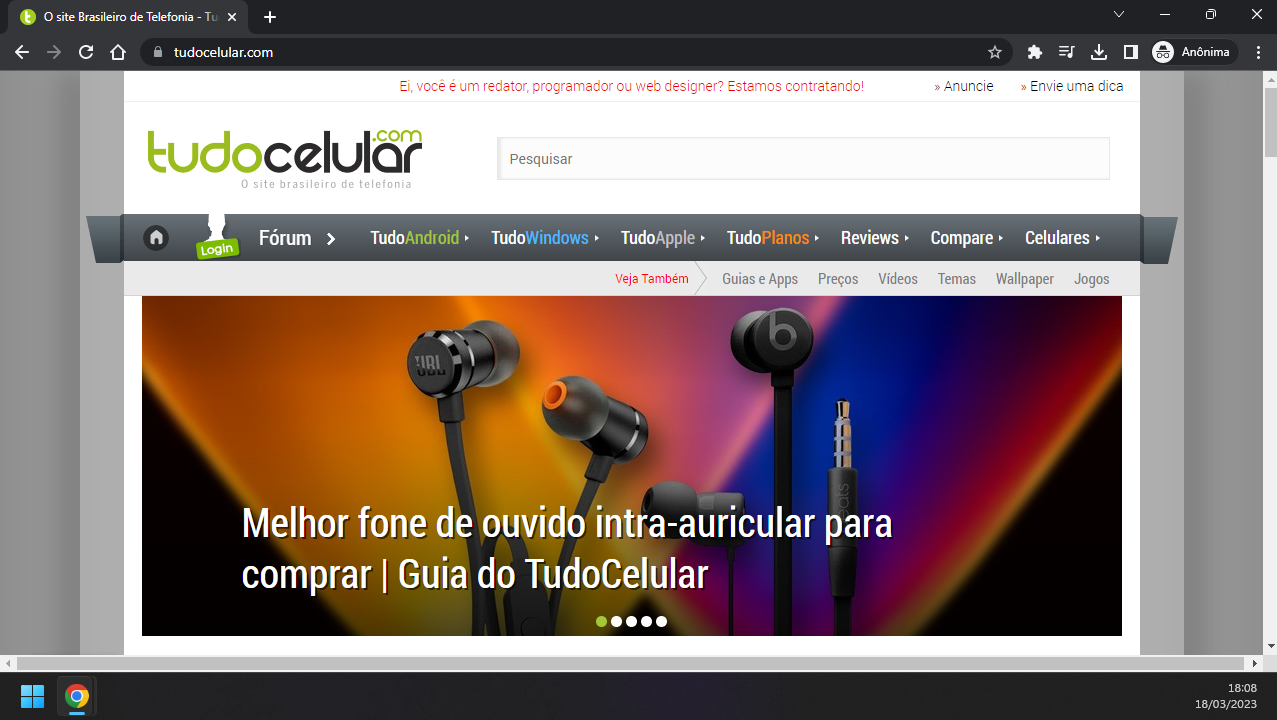 O site Brasileiro de Telefonia - Tu
tudocelular.com
Anônima
Ei, você é um redator, programador ou web designer? Estamos contratando!
» Anuncie
» Envie uma dica
tudocelular.com
O site brasileiro de telefonia
Pesquisar
Login
Fórum
TudoAndroid
TudoWindows
TudoApple
TudoPlanos
Reviews
Compare
Celulares
Veja Também
Guias e Apps
Preços
Vídeos
Temas
Wallpaper
Jogos
JBL
b
beats
Melhor fone de ouvido intra-auricular para
comprar | Guia do TudoCelular
18:08
18/03/2023